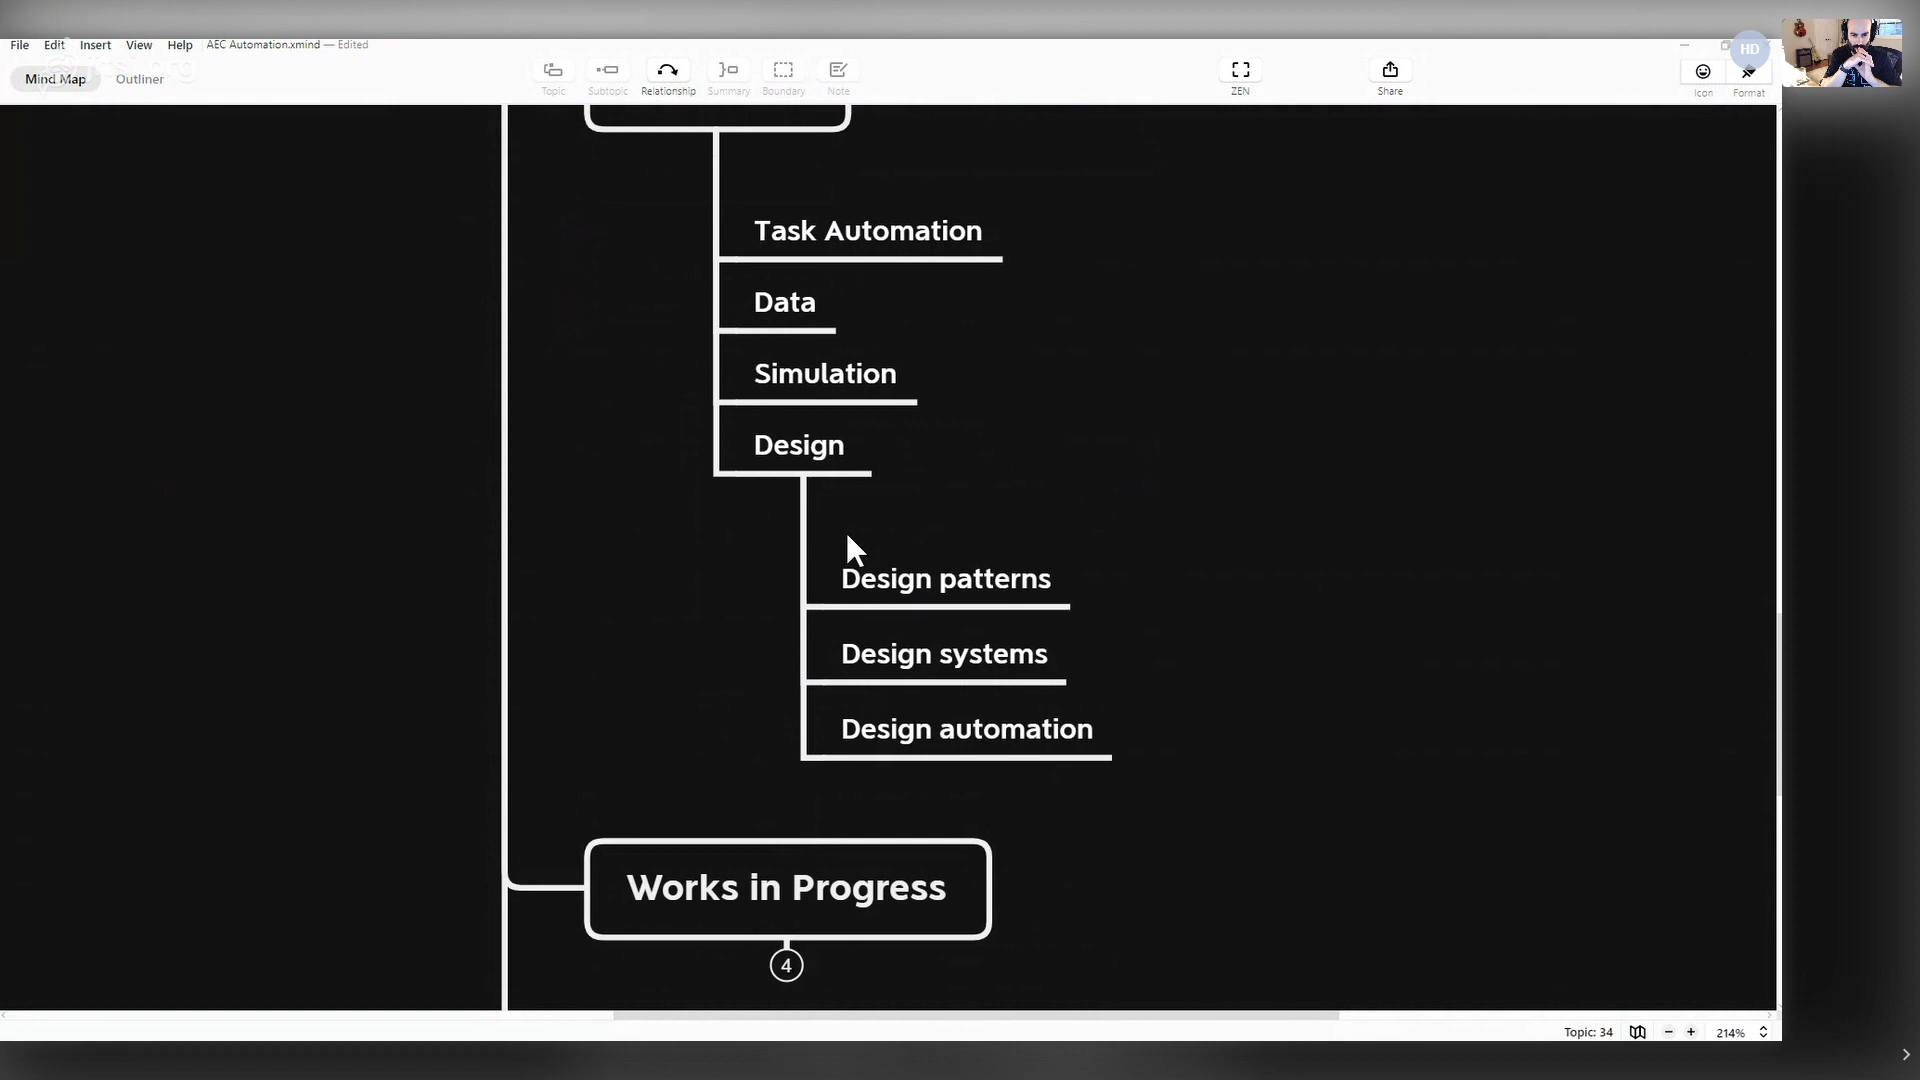 File Edit Insert View Help AEC Automation.xmind — Edited
HD
Mind Map Outliner
Topic Subtopic Relationship Summary Boundary Note ZEN Share Icon Format
Task Automation
Data
Simulation
Design
Design patterns
Design systems
Design automation
Works in Progress
4
Topic: 34 214%